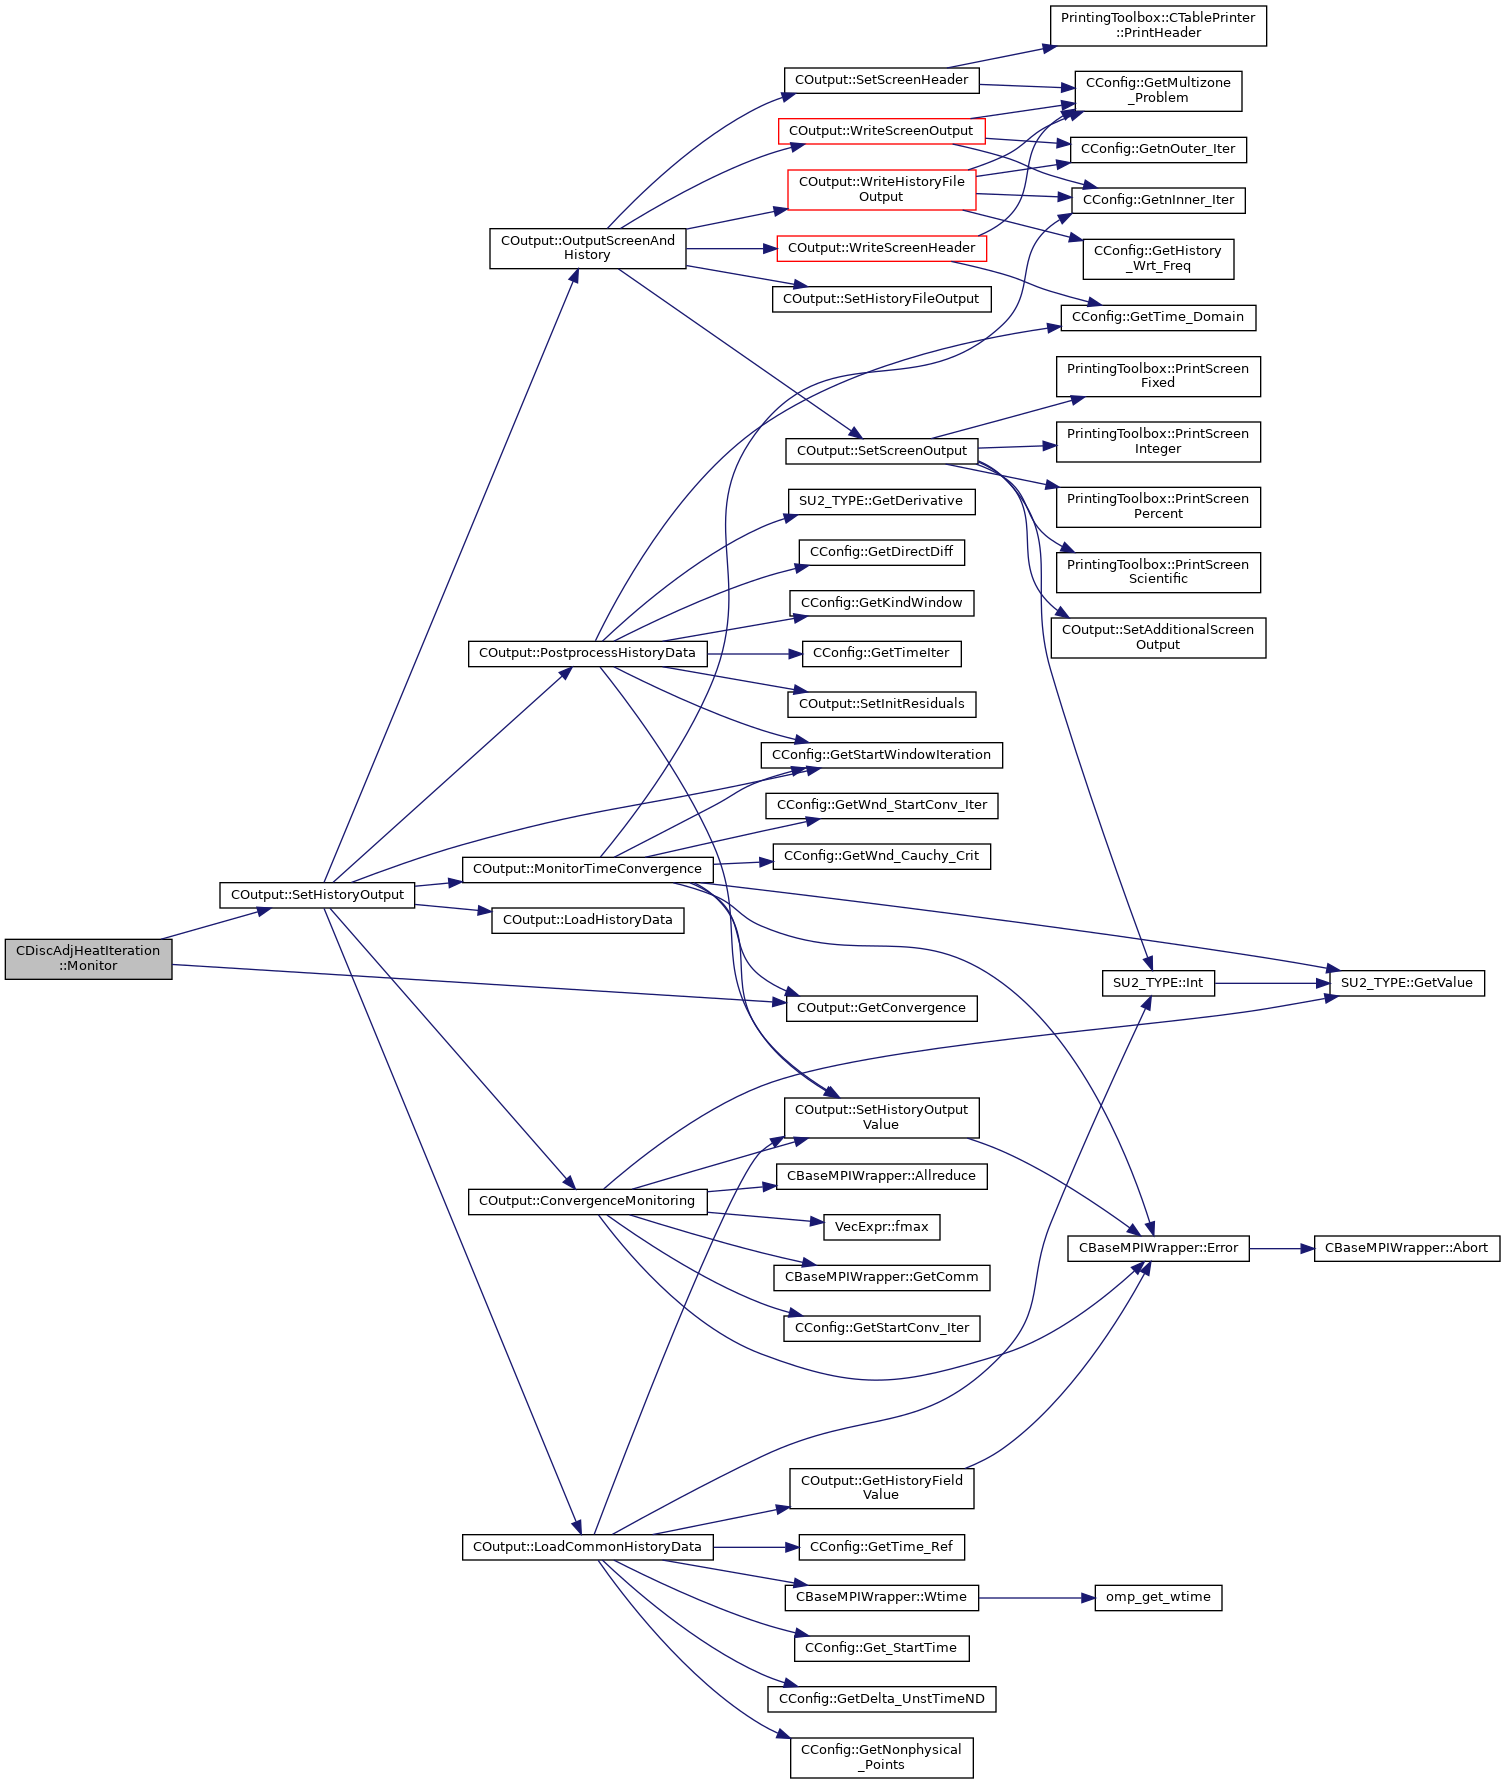 PrintingToolbox::CTablePrinter
::PrintHeader
COutput::SetScreenHeader
CConfig::GetMultizone
_Problem
COutput::WriteScreenOutput
CConfig::GetnOuter_Iter
COutput::WriteHistoryFile
Output
CConfig::GetnInner_Iter
COutput::OutputScreenAnd
History
COutput::WriteScreenHeader
CConfig::GetHistory
_Wrt_Freq
COutput::SetHistoryFileOutput
CConfig::GetTime_Domain
PrintingToolbox::PrintScreen
Fixed
COutput::SetScreenOutput
PrintingToolbox::PrintScreen
Integer
SU2_TYPE::GetDerivative
PrintingToolbox::PrintScreen
Percent
CConfig::GetDirectDiff
PrintingToolbox::PrintScreen
Scientific
CConfig::GetKindWindow
COutput::SetAdditionalScreen
Output
COutput::PostprocessHistoryData
CConfig::GetTimeIter
COutput::SetInitResiduals
CConfig::GetStartWindowIteration
CConfig::GetWnd_StartConv_Iter
COutput::MonitorTimeConvergence
CConfig::GetWnd_Cauchy_Crit
COutput::SetHistoryOutput
COutput::LoadHistoryData
CDiscAdjHeatIteration
::Monitor
SU2_TYPE::Int
SU2_TYPE::GetValue
COutput::GetConvergence
COutput::SetHistoryOutput
Value
CBaseMPIWrapper::Allreduce
COutput::ConvergenceMonitoring
VecExpr::fmax
CBaseMPIWrapper::Error
CBaseMPIWrapper::Abort
CBaseMPIWrapper::GetComm
CConfig::GetStartConv_Iter
COutput::GetHistoryField
Value
COutput::LoadCommonHistoryData
CConfig::GetTime_Ref
CBaseMPIWrapper::Wtime
omp_get_wtime
CConfig::Get_StartTime
CConfig::GetDelta_UnstTimeND
CConfig::GetNonphysical
_Points